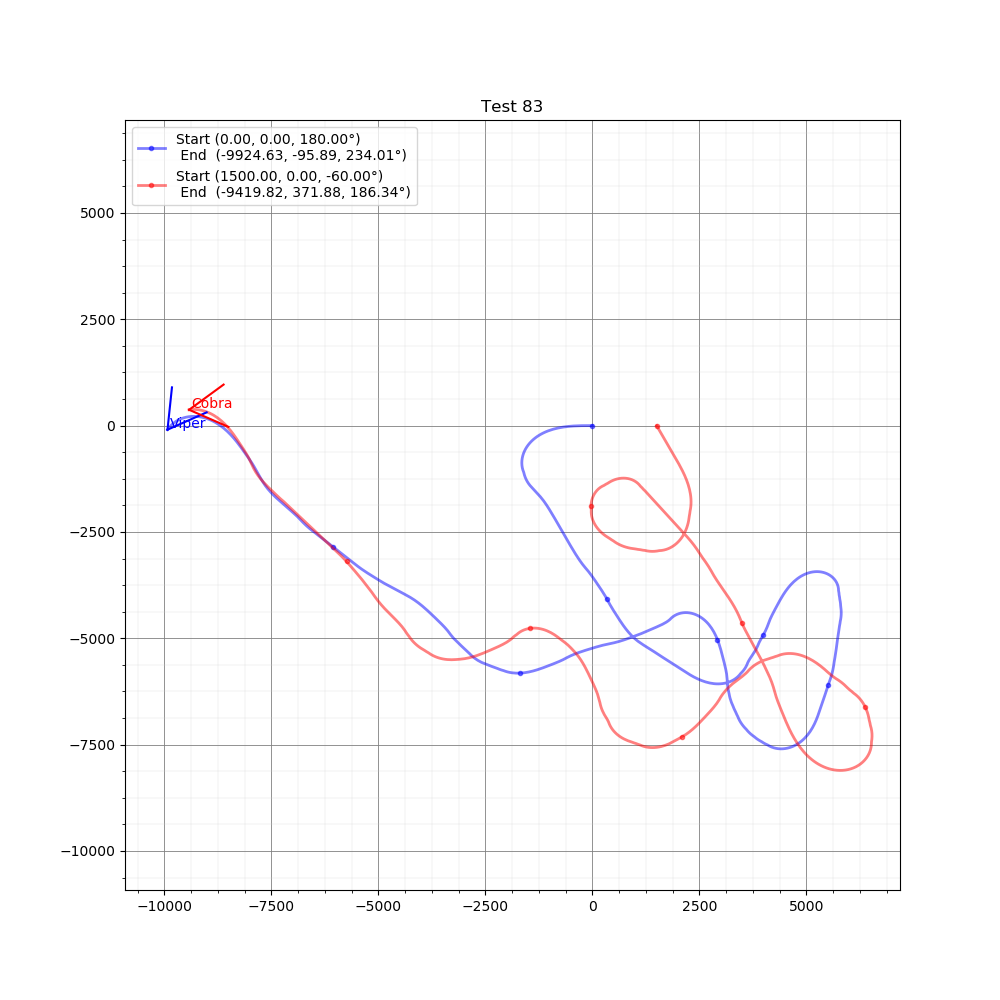 Test 83
Start (0.00, 0.00, 180.00°)
End (-9924.63, -95.89, 234.01°)
Start (1500.00, 0.00, -60.00°)
End (-9419.82, 371.88, 186.34°)
5000
2500
0
−2500
−5000
−7500
−10000
Cobra
Viper
−10000
−7500
−5000
−2500
0
2500
5000